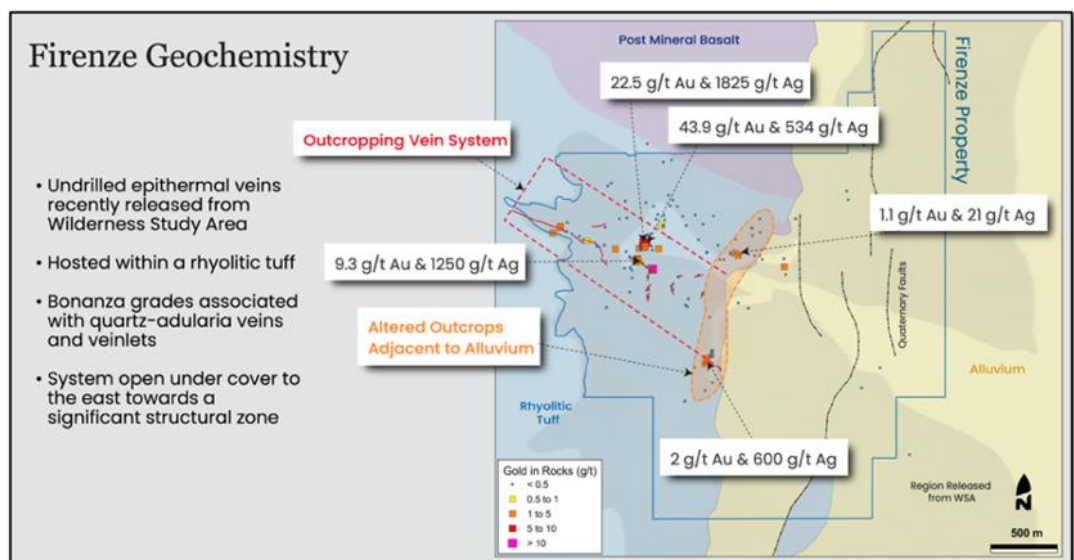 Firenze Geochemistry
• Undrilled epithermal veins
recently released from
Wilderness Study Area
• Hosted within a rhyolitic tuff
• Bonanza grades associated
with quartz-adularia veins
and veinlets
• System open under cover to
the east towards a
significant structural zone
Post Mineral Basalt
22.5 g/t Au & 1825 g/t Ag
43.9 g/t Au & 534 g/t Ag
Outcropping Vein System
Firenze Property
1.1 g/t Au & 21 g/t Ag
9.3 g/t Au & 1250 g/t Ag
Quaternary Faults
Altered Outcrops
Adjacent to Alluvium
Alluvium
Rhyolitic
Tuff
2 g/t Au & 600 g/t Ag
Gold in Rocks (g/t)
< 0.5
0.5 to 1
1 to 5
5 to 10
> 10
Region Released
from WSA
N
500 m